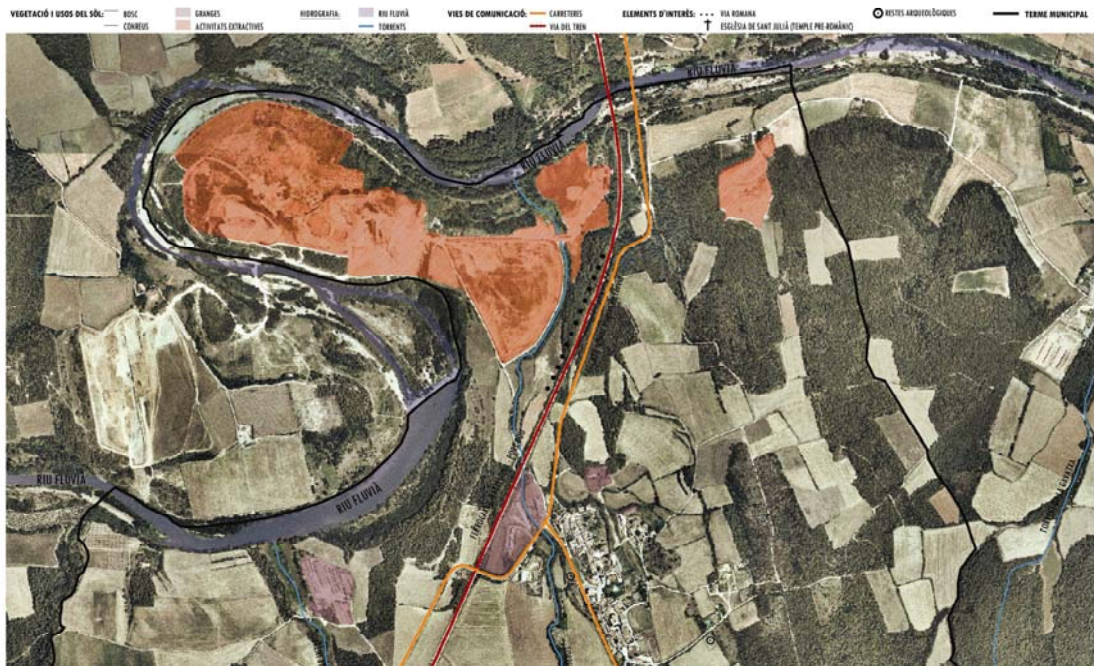 VEGETACIÓ I USOS DEL SÒL: BOSC GRANGES HIDROGRAFIA: RIU FLUVIÀ VIES DE COMUNICACIÓ: CARRETERES ELEMENTS D'INTERÈS: VIA ROMANA RESTES ARQUEOLÒGIQUES TERME MUNICIPAL
CONREUS ACTIVITATS EXTRACTIVES TORRENTS VIA DEL TREN ESGLÈSIA DE SANT JULIÀ (TEMPLE PRE-ROMÀNIC)
RIU FLUVIÀ
RIU FLUVIÀ
RIU FLUVIÀ
RIU FLUVIÀ